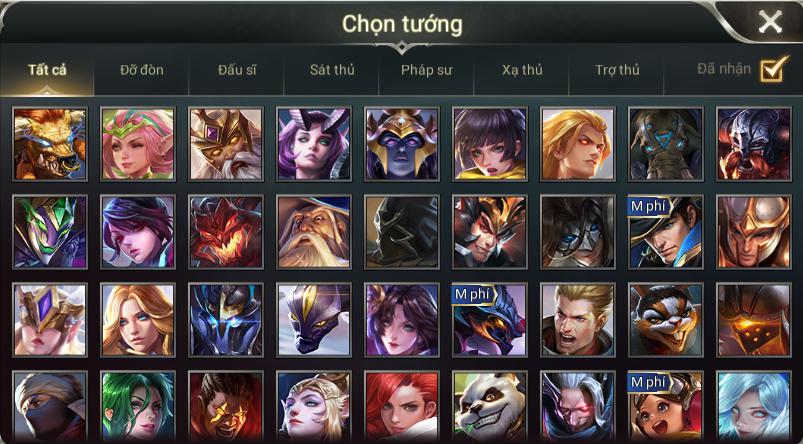 Chọn tướng
Tất cả Đỡ đòn Đấu sĩ Sát thủ Pháp sư Xạ thủ Trợ thủ Đã nhận
M phí
M phí
M phí